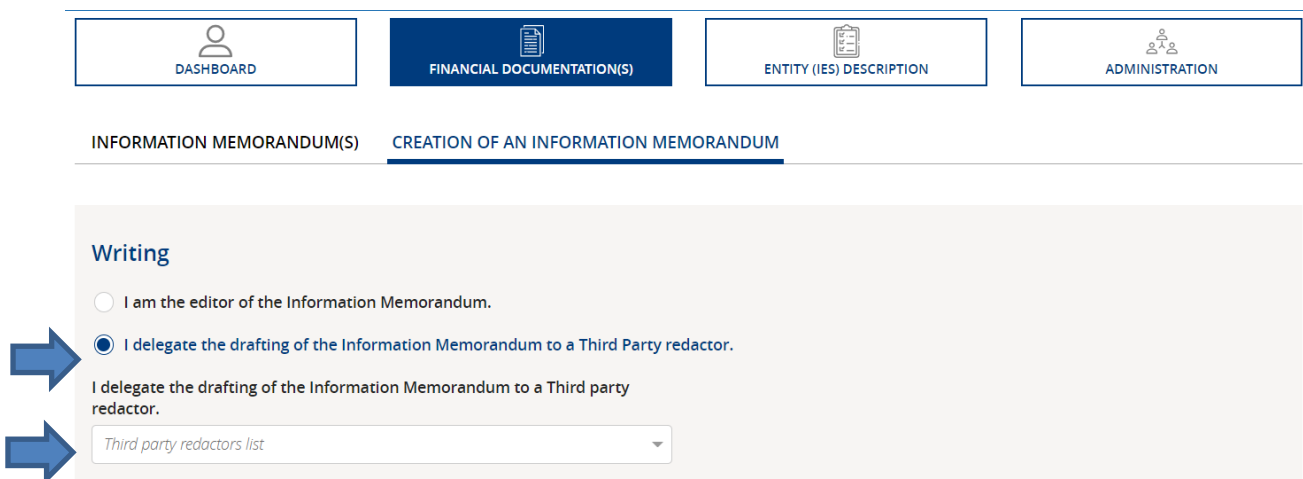 DASHBOARD
FINANCIAL DOCUMENTATION(S)
ENTITY (IES) DESCRIPTION
ADMINISTRATION
INFORMATION MEMORANDUM(S)
CREATION OF AN INFORMATION MEMORANDUM
Writing
I am the editor of the Information Memorandum.
I delegate the drafting of the Information Memorandum to a Third Party redactor.
I delegate the drafting of the Information Memorandum to a Third party
redactor.
Third party redactors list